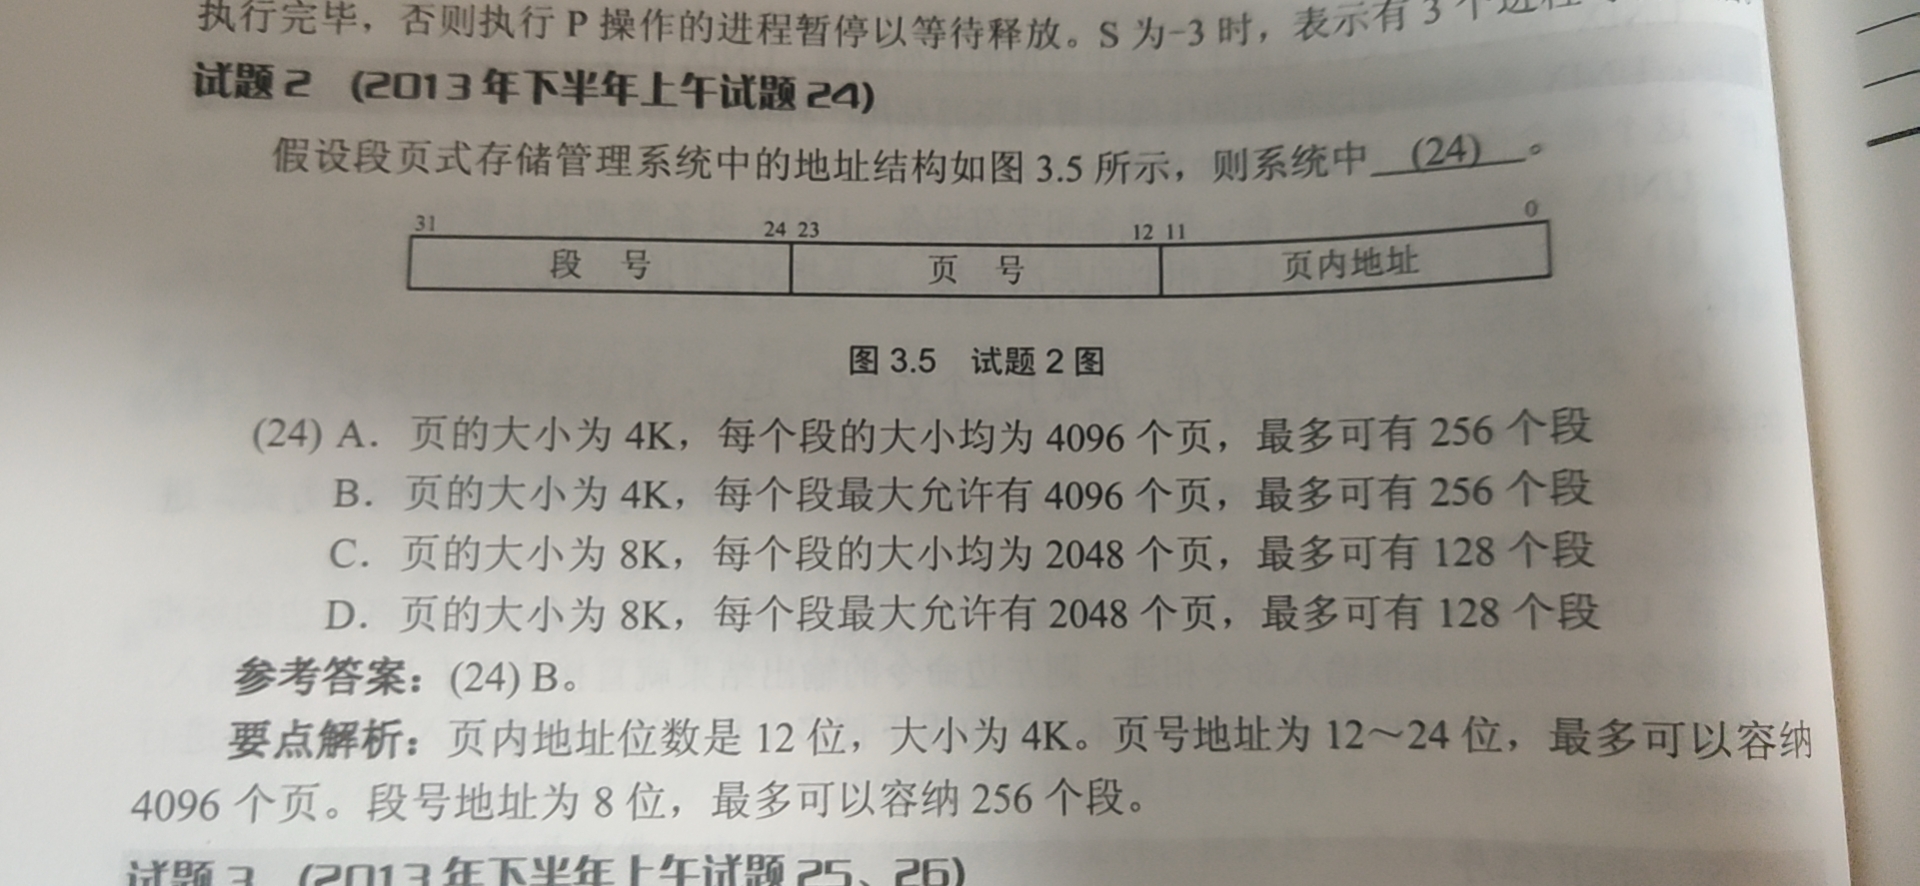 执行完毕，否则执行 P 操作的进程暂停以等待释放。S 为-3 时，表示有 3 个进程
试题 2 (2013 年下半年上午试题 24)
假设段页式存储管理系统中的地址结构如图 3.5 所示，则系统中 (24) 。
31 24 23 12 11 0
段 号 页 号 页内地址
图 3.5 试题 2 图
(24) A. 页的大小为 4K，每个段的大小均为 4096 个页，最多可有 256 个段
B. 页的大小为 4K，每个段最大允许有 4096 个页，最多可有 256 个段
C. 页的大小为 8K，每个段的大小均为 2048 个页，最多可有 128 个段
D. 页的大小为 8K，每个段最大允许有 2048 个页，最多可有 128 个段
参考答案：(24) B。
要点解析：页内地址位数是 12 位，大小为 4K。页号地址为 12～24 位，最多可以容纳
4096 个页。段号地址为 8 位，最多可以容纳 256 个段。
试题 3 (2013 年下半年上午试题 25、26)